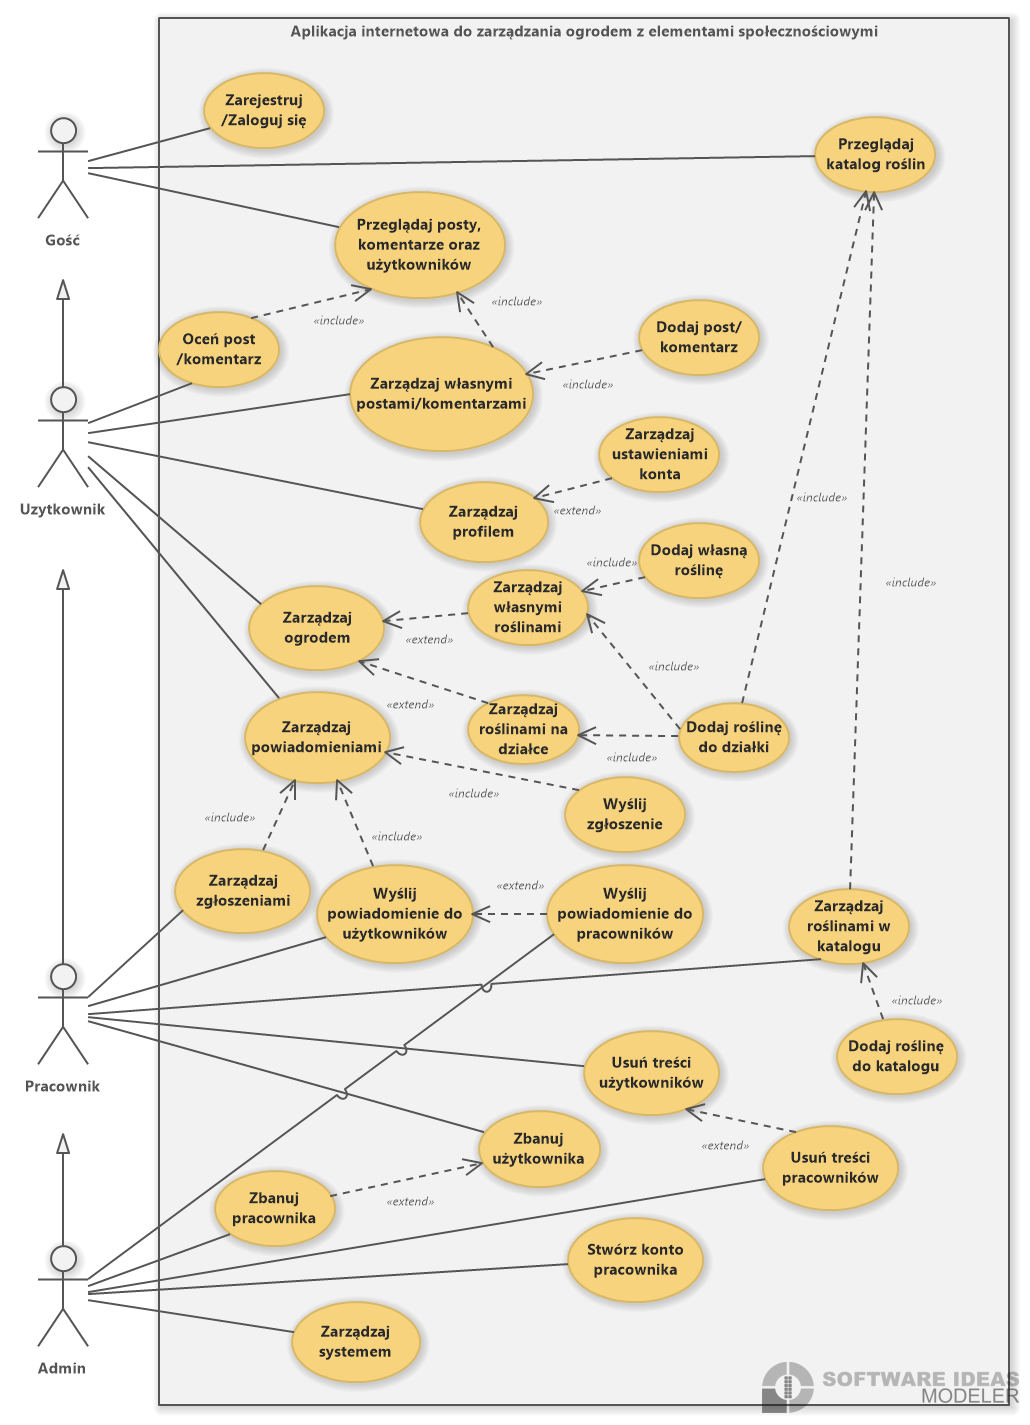 Aplikacja internetowa do zarządzania ogrodem z elementami społecznościowymi
Zarejestruj
/Zaloguj się
Przeglądaj
katalog roślin
Gość
Przeglądaj posty,
komentarze oraz
użytkowników
«include»
«include»
Oceń post
/komentarz
Dodaj post/
komentarz
Zarządzaj własnymi
postami/komentarzami
«include»
Zarządzaj
ustawieniami
konta
Uzytkownik
Zarządzaj
profilem
«extend»
«include»
Dodaj własną
roślinę
«include»
Zarządzaj
własnymi
roślinami
«include»
Zarządzaj
ogrodem
«extend»
«include»
«extend»
Zarządzaj
roślinami na
działce
Dodaj roślinę
do działki
«include»
Zarządzaj
powiadomieniami
«include»
Wyślij
zgłoszenie
«include»
«include»
Zarządzaj
zgłoszeniami
Wyślij
powiadomienie do
użytkowników
«extend»
Wyślij
powiadomienie do
pracowników
Zarządzaj
roślinami w
katalogu
«include»
Dodaj roślinę
do katalogu
Pracownik
Usuń treści
użytkowników
«extend»
Zbanuj
użytkownika
Usuń treści
pracowników
Zbanuj
pracownika
«extend»
Stwórz konto
pracownika
Zarządzaj
systemem
Admin
SOFTWARE IDEAS
MODELER